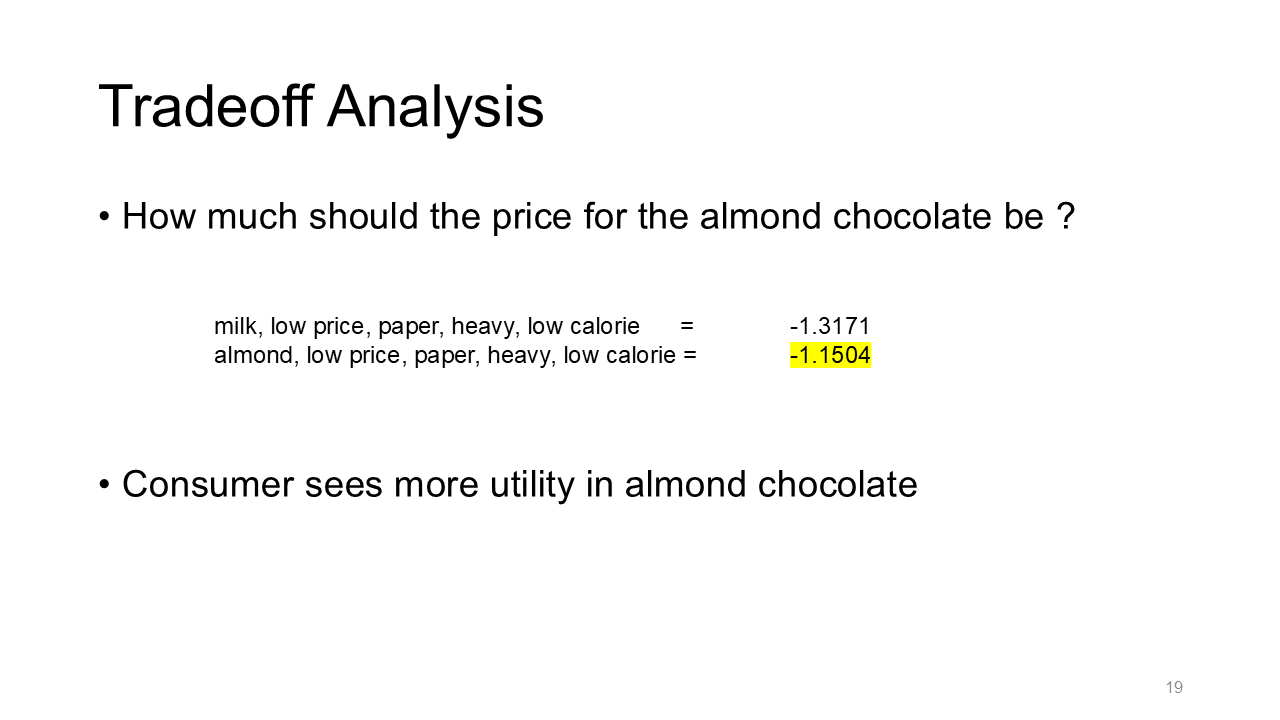 Tradeoff Analysis
• How much should the price for the almond chocolate be ?
milk, low price, paper, heavy, low calorie = -1.3171
almond, low price, paper, heavy, low calorie = -1.1504
• Consumer sees more utility in almond chocolate
19